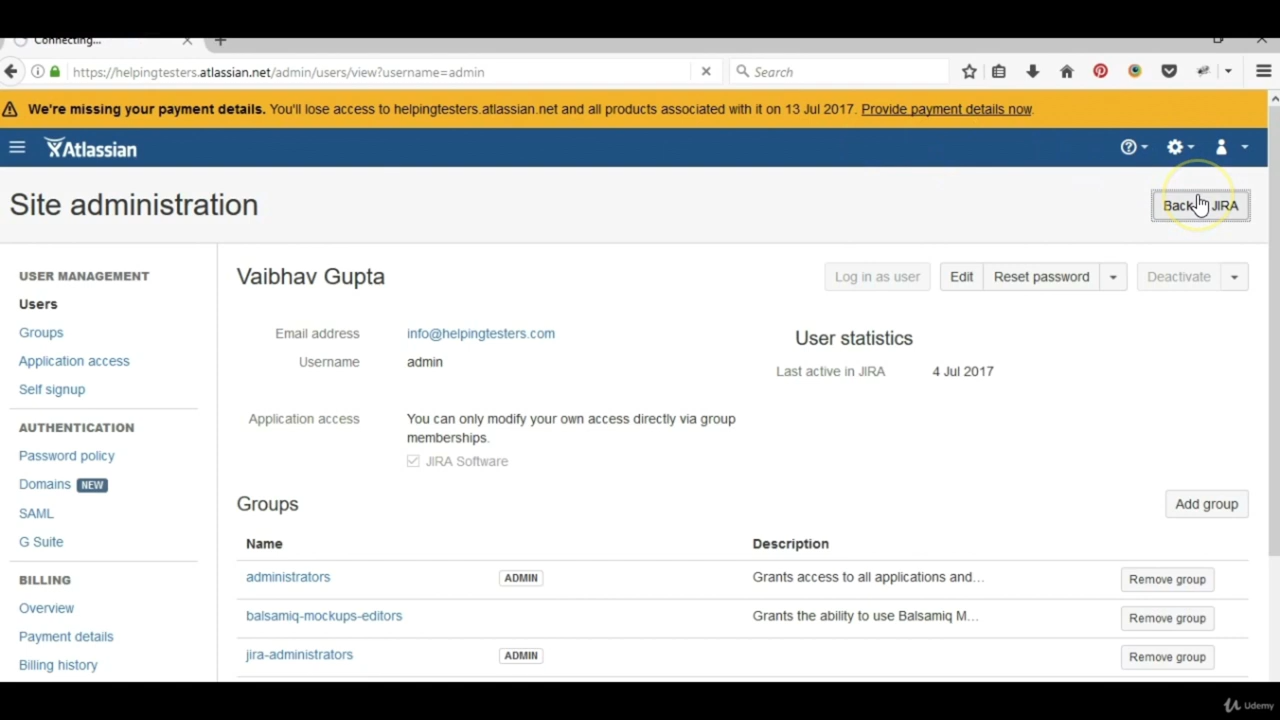 Connecting...
https://helpingtesters.atlassian.net/admin/users/view?username=admin
Search
We're missing your payment details. You'll lose access to helpingtesters.atlassian.net and all products associated with it on 13 Jul 2017. Provide payment details now.
Atlassian
Site administration
Back JIRA
USER MANAGEMENT
Users
Groups
Application access
Self signup
AUTHENTICATION
Password policy
Domains NEW
SAML
G Suite
BILLING
Overview
Payment details
Billing history
Vaibhav Gupta
Log in as user
Edit
Reset password
Deactivate
Email address info@helpingtesters.com
Username admin
User statistics
Last active in JIRA 4 Jul 2017
Application access You can only modify your own access directly via group
memberships.
JIRA Software
Groups
Add group
Name Description
administrators ADMIN Grants access to all applications and… Remove group
balsamiq-mockups-editors Grants the ability to use Balsamiq M… Remove group
jira-administrators ADMIN Remove group
Udemy